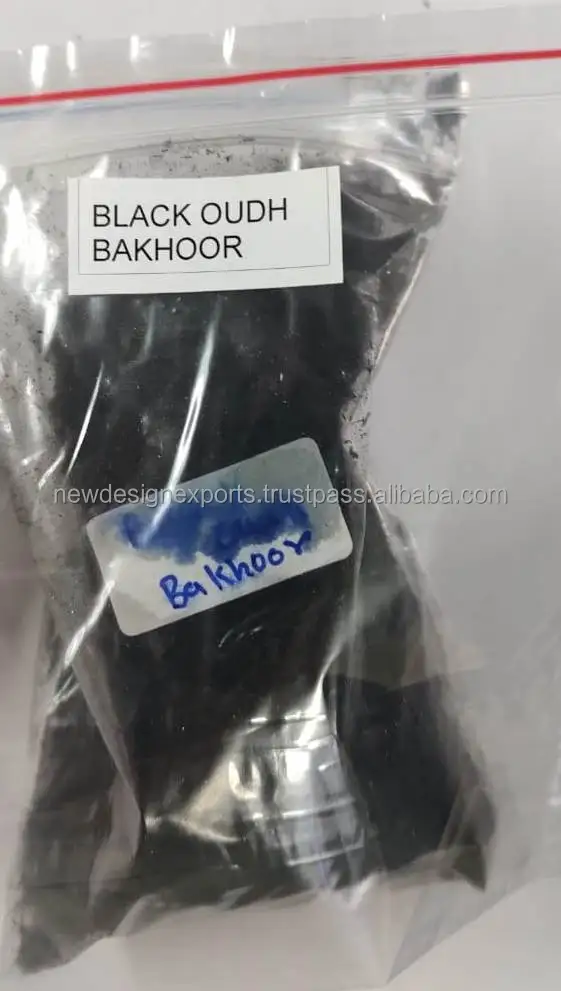 BLACK OUDH
BAKHOOR
newdesignexports.trustpass.alibaba.com
Bakhoor